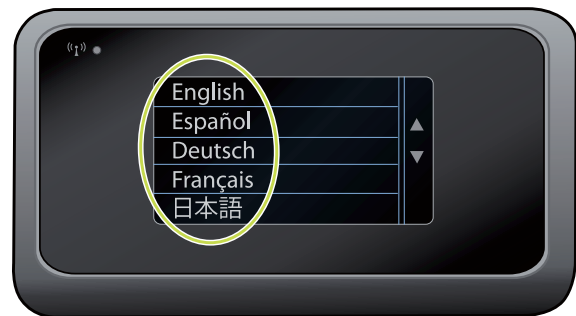 English
Español
Deutsch
Français
日本語